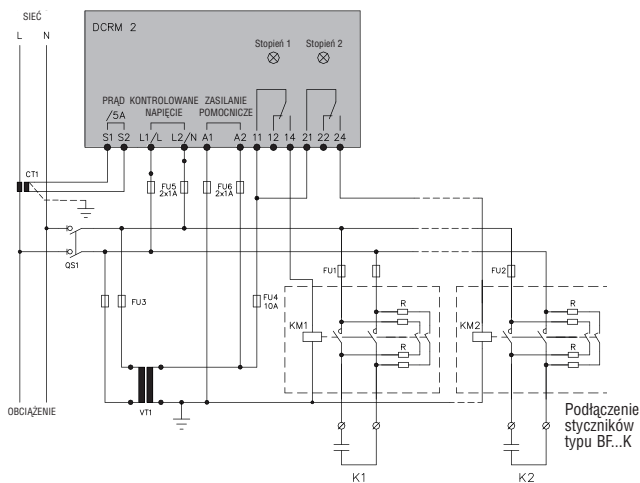 SIEĆ
L N
DCRM 2
Stopień 1 Stopień 2
PRĄD KONTROLOWANE ZASILANIE
/5A NAPIĘCIE POMOCNICZE
S1 S2 L1/L L2/N A1 A2 11 12 14 21 22 24
CT1
FU5
2x1A
FU6
2x1A
QS1
FU1
FU2
FU3
FU4
10A
R
R
KM1
KM2
R
R
VT1
OBCIĄŻENIE
Podłączenie
styczników
typu BF...K
K1 K2